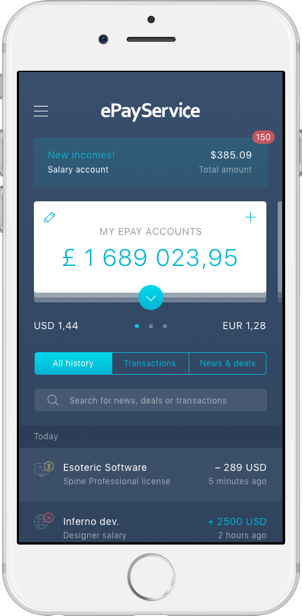 ePayService
150
New incomes! $385.09
Salary account Total amount
MY EPAY ACCOUNTS
£ 1 689 023,95
USD 1,44 EUR 1,28
All history Transactions News & deals
Search for news, deals or transactions
Today
Esoteric Software – 289 USD
Spine Professional license 5 minutes ago
Inferno dev. + 2500 USD
Designer salary 2 hours ago